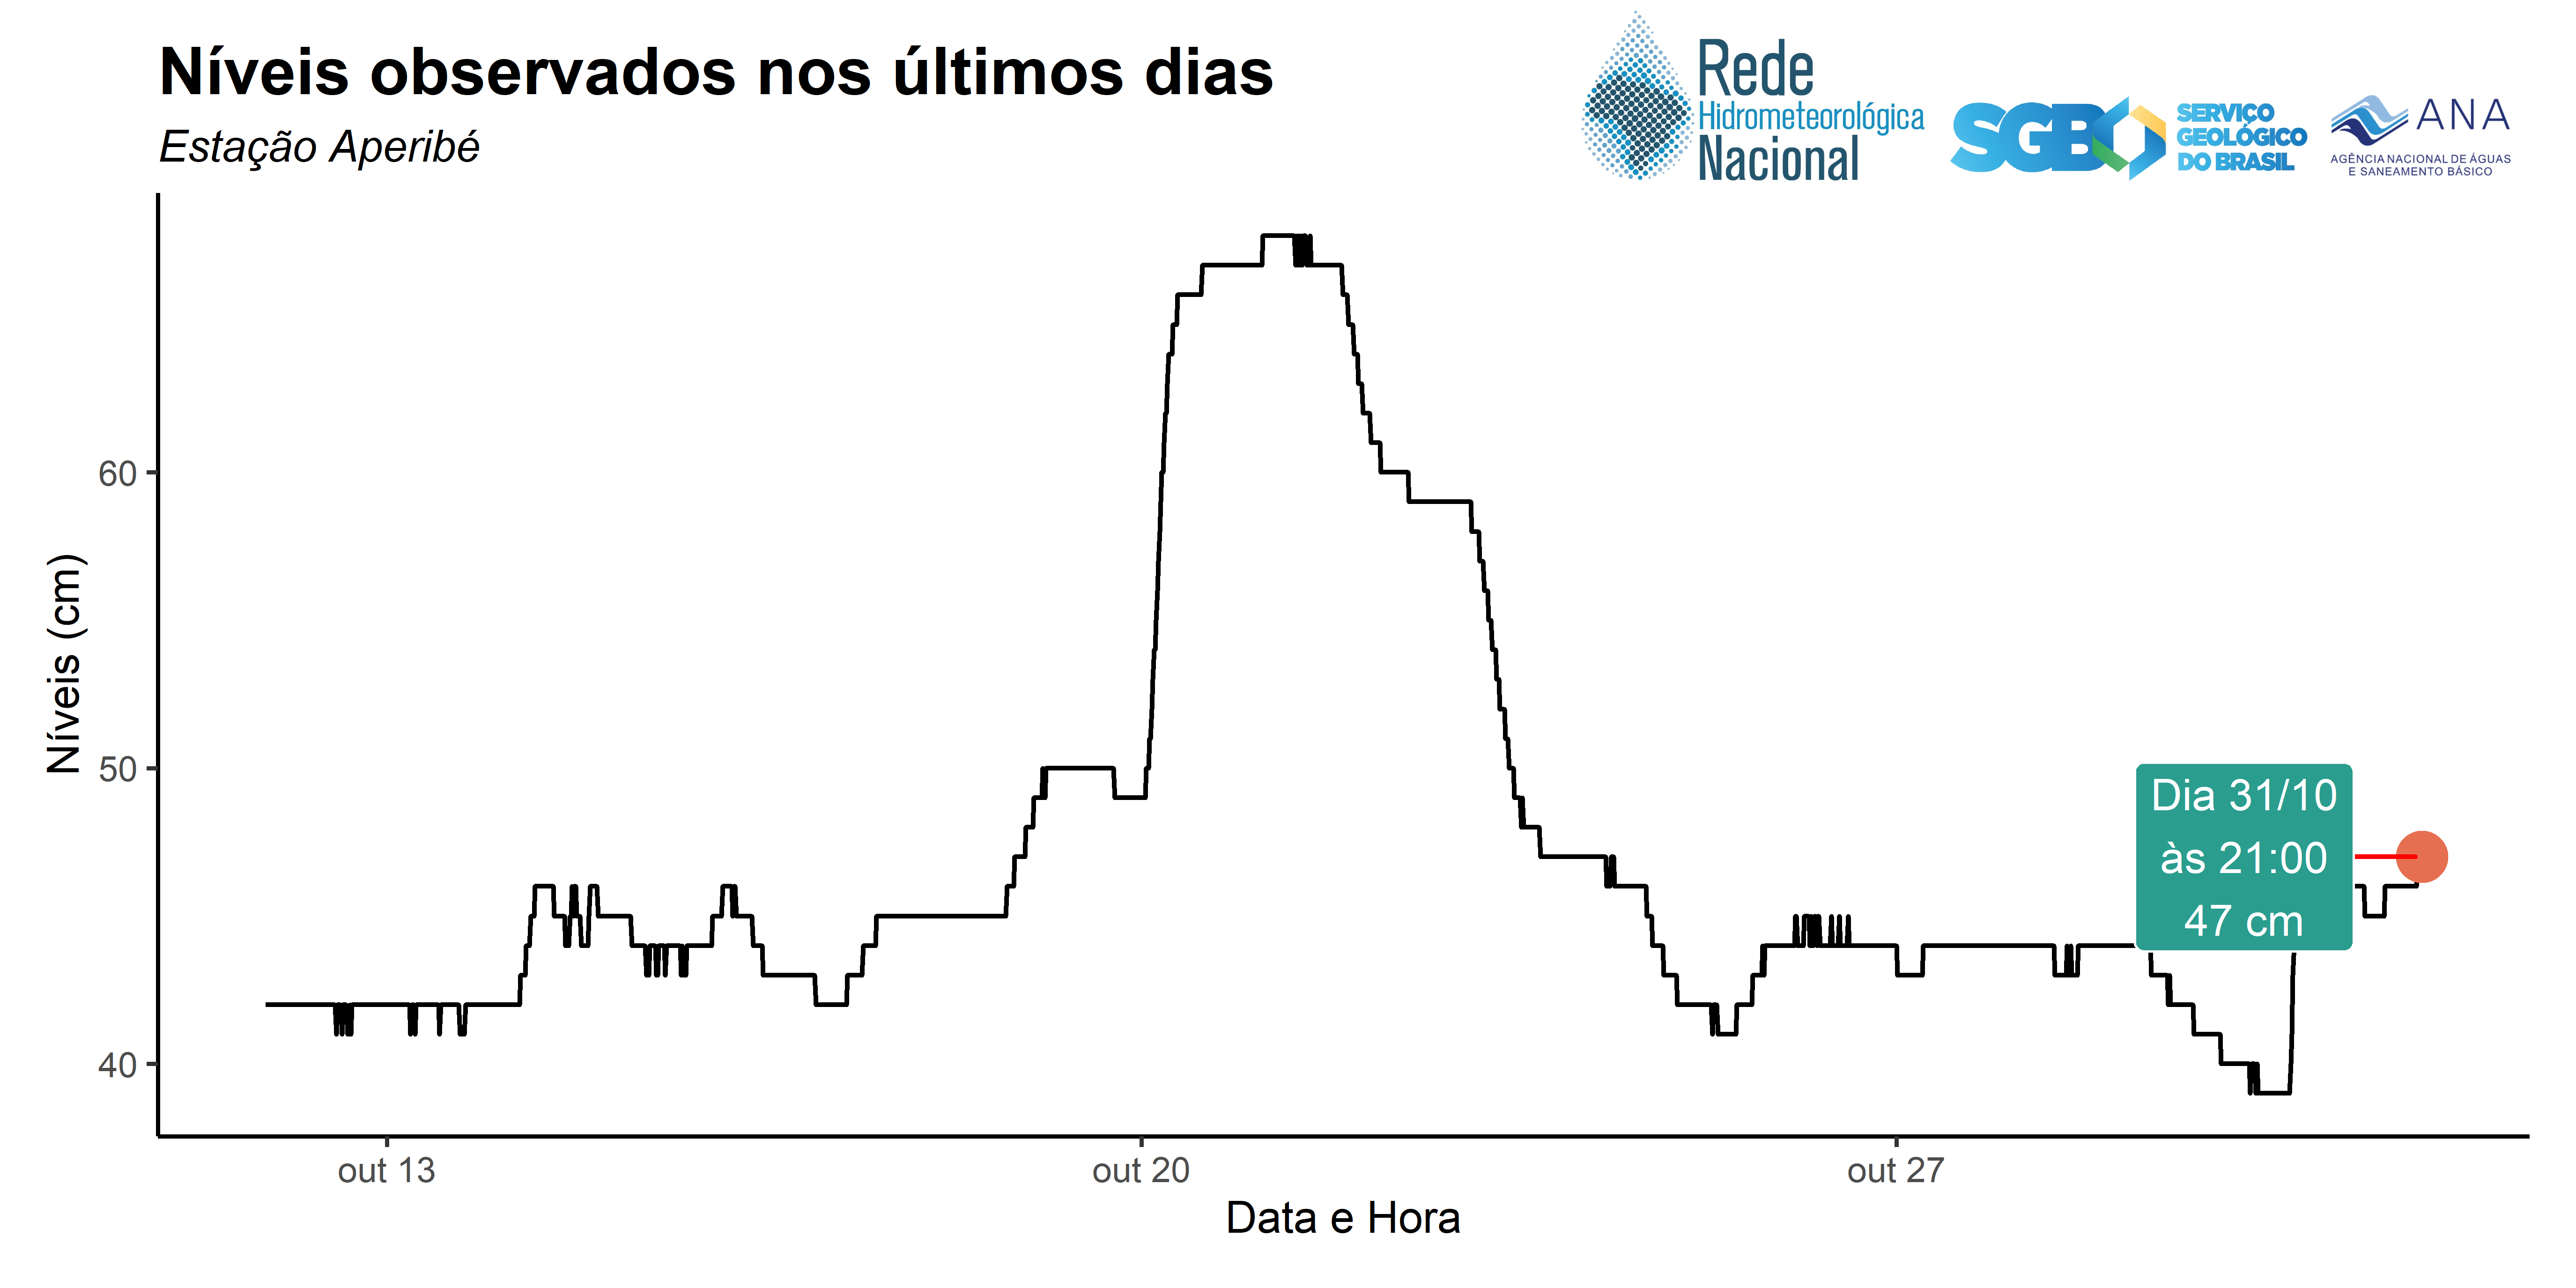 Níveis observados nos últimos dias
Estação Aperibé
Rede
Hidrometeorológica
Nacional
SGB
SERVIÇO
GEOLÓGICO
DO BRASIL
ANA
AGÊNCIA NACIONAL DE ÁGUAS
E SANEAMENTO BÁSICO
Níveis (cm)
60
50
40
Dia 31/10
às 21:00
47 cm
out 13
out 20
out 27
Data e Hora